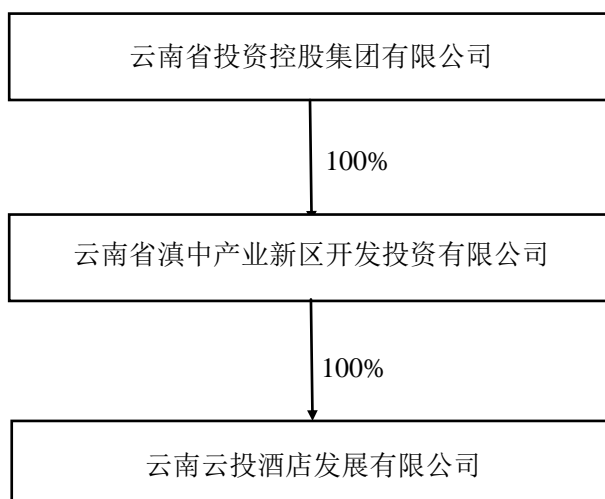 云南省投资控股集团有限公司
100%
云南省滇中产业新区开发投资有限公司
100%
云南云投酒店发展有限公司